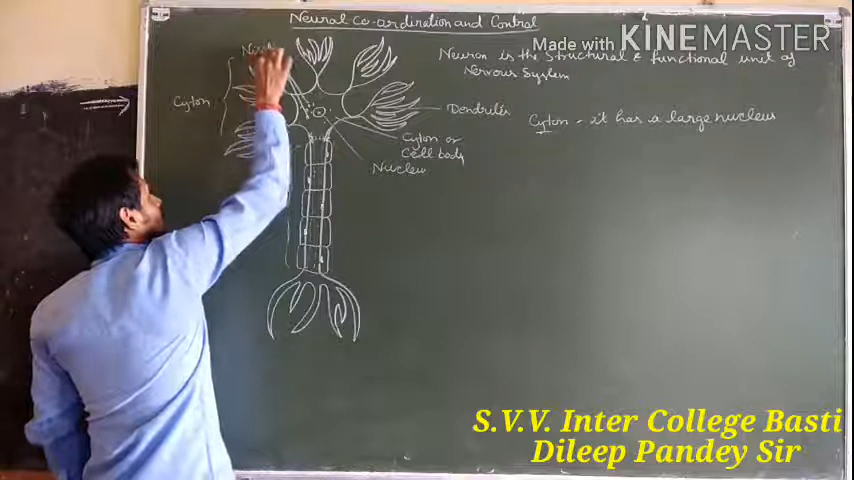 Neural co-ordination and Control
Made with KINEMASTER
Neuron is the structural & functional unit of
Nervous System
Cyton
Dendrites
Cyton - it has a large nucleus
Cyton or
Cell body
Nucleus
S.V.V. Inter College Basti
Dileep Pandey Sir